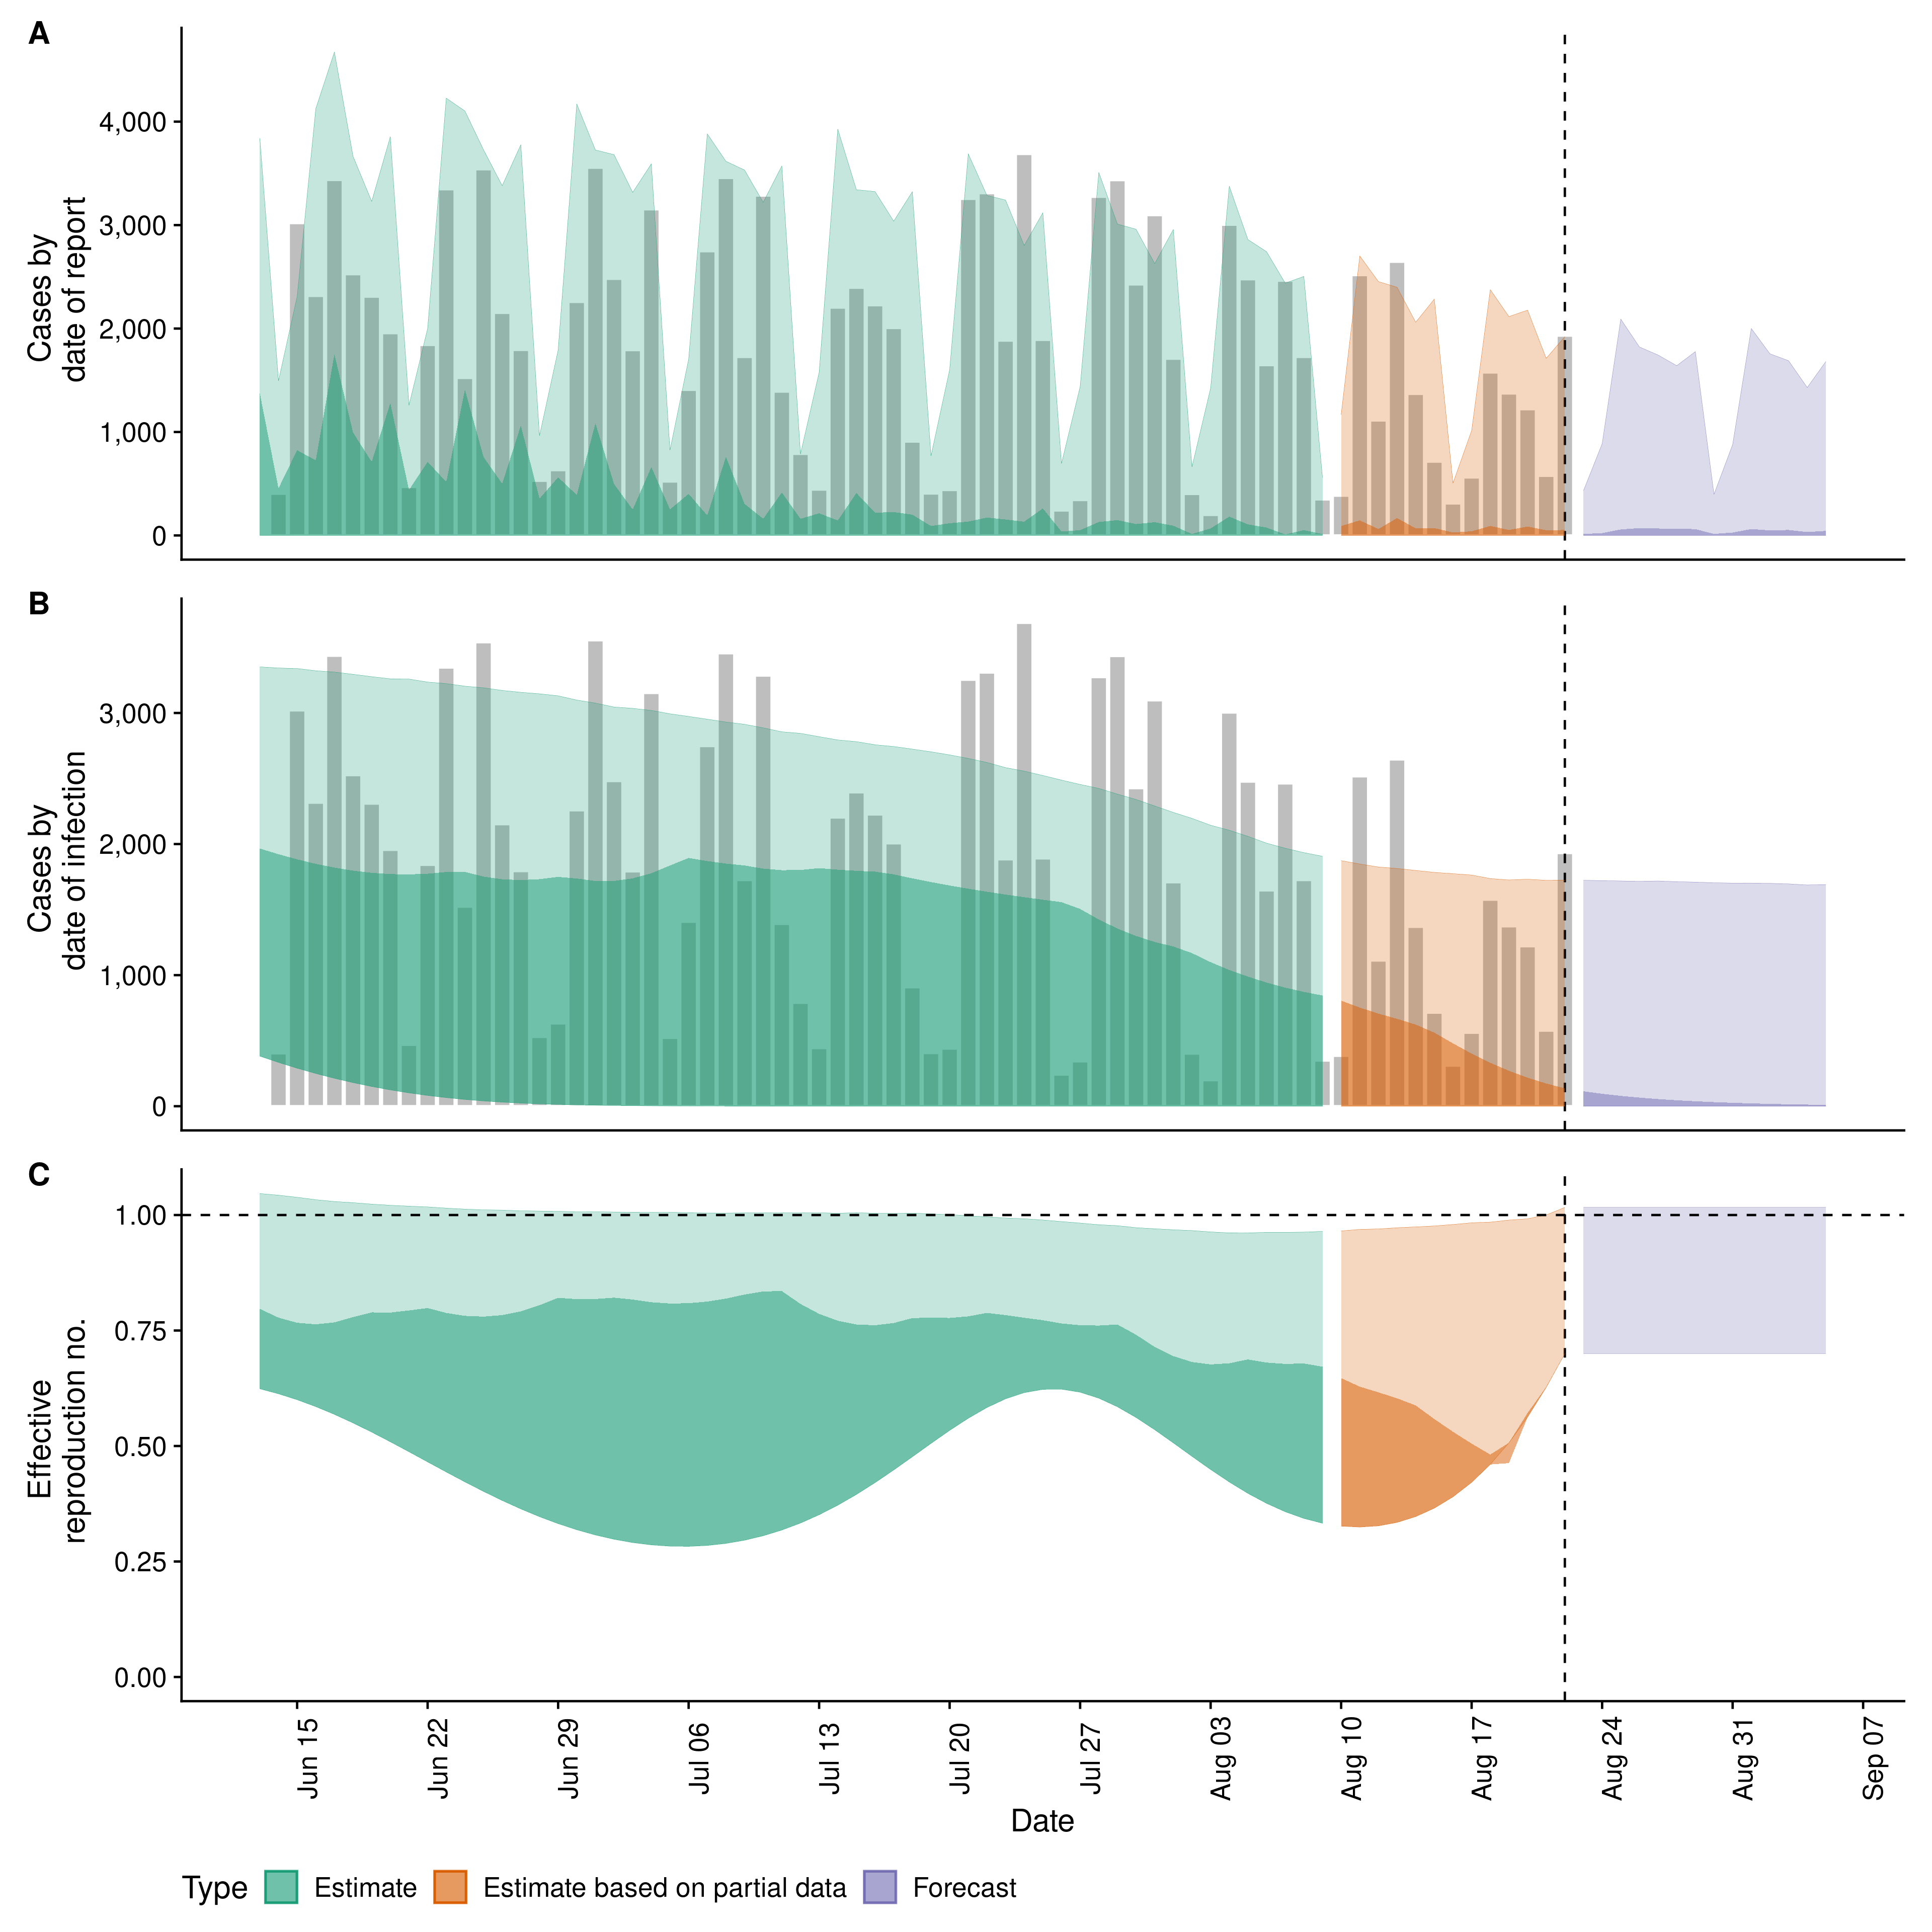 A
Cases by
date of report
4,000
3,000
2,000
1,000
0
B
Cases by
date of infection
3,000
2,000
1,000
0
C
Effective
reproduction no.
1.00
0.75
0.50
0.25
0.00
Jun 15
Jun 22
Jun 29
Jul 06
Jul 13
Jul 20
Jul 27
Aug 03
Aug 10
Aug 17
Aug 24
Aug 31
Sep 07
Date
Type Estimate Estimate based on partial data Forecast